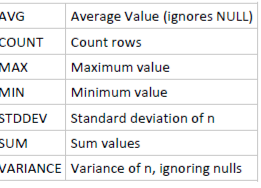 AVG Average Value (ignores NULL)
COUNT Count rows
MAX Maximum value
MIN Minimum value
STDDEV Standard deviation of n
SUM Sum values
VARIANCE Variance of n, ignoring nulls